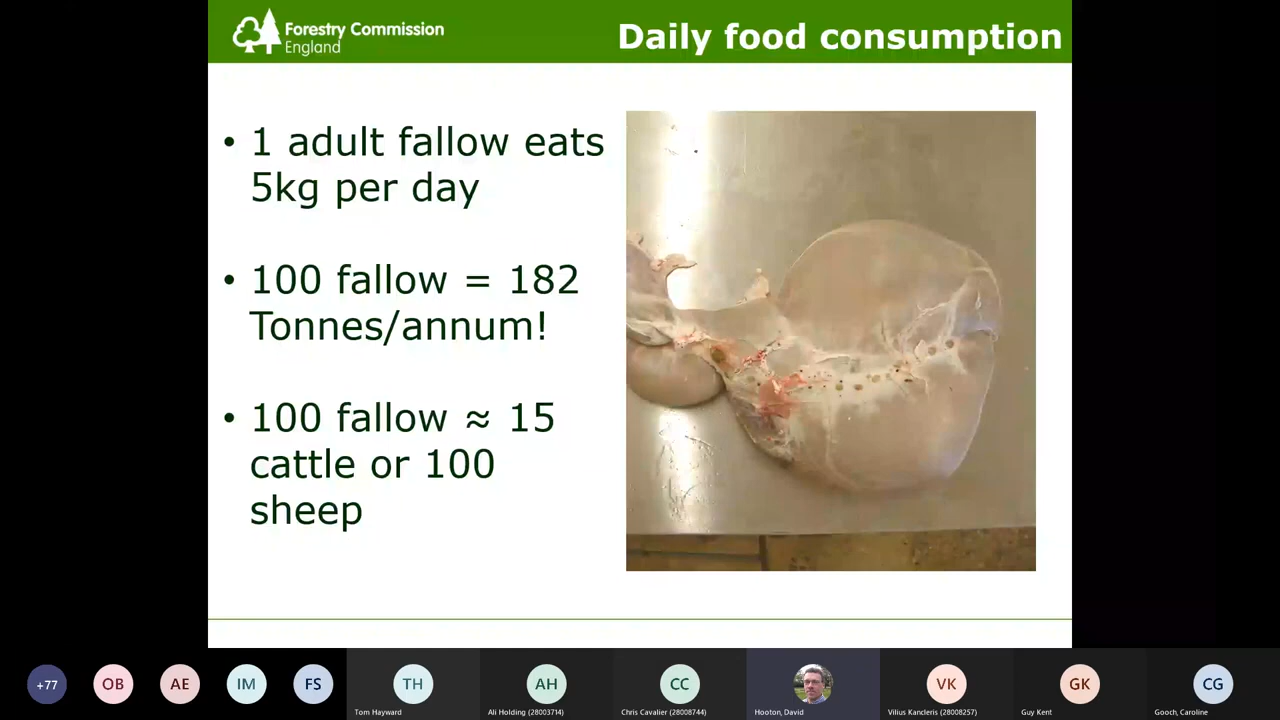 Forestry Commission
England
Daily food consumption
• 1 adult fallow eats
5kg per day
• 100 fallow = 182
Tonnes/annum!
• 100 fallow ≈ 15
cattle or 100
sheep
+77
OB
AE
IM
FS
TH
AH
CC
VK
GK
CG
Tom Hayward
Ali Holding (28003714)
Chris Cavalier (28008744)
Hooton, David
Vilius Kancleris (28008257)
Guy Kent
Gooch, Caroline